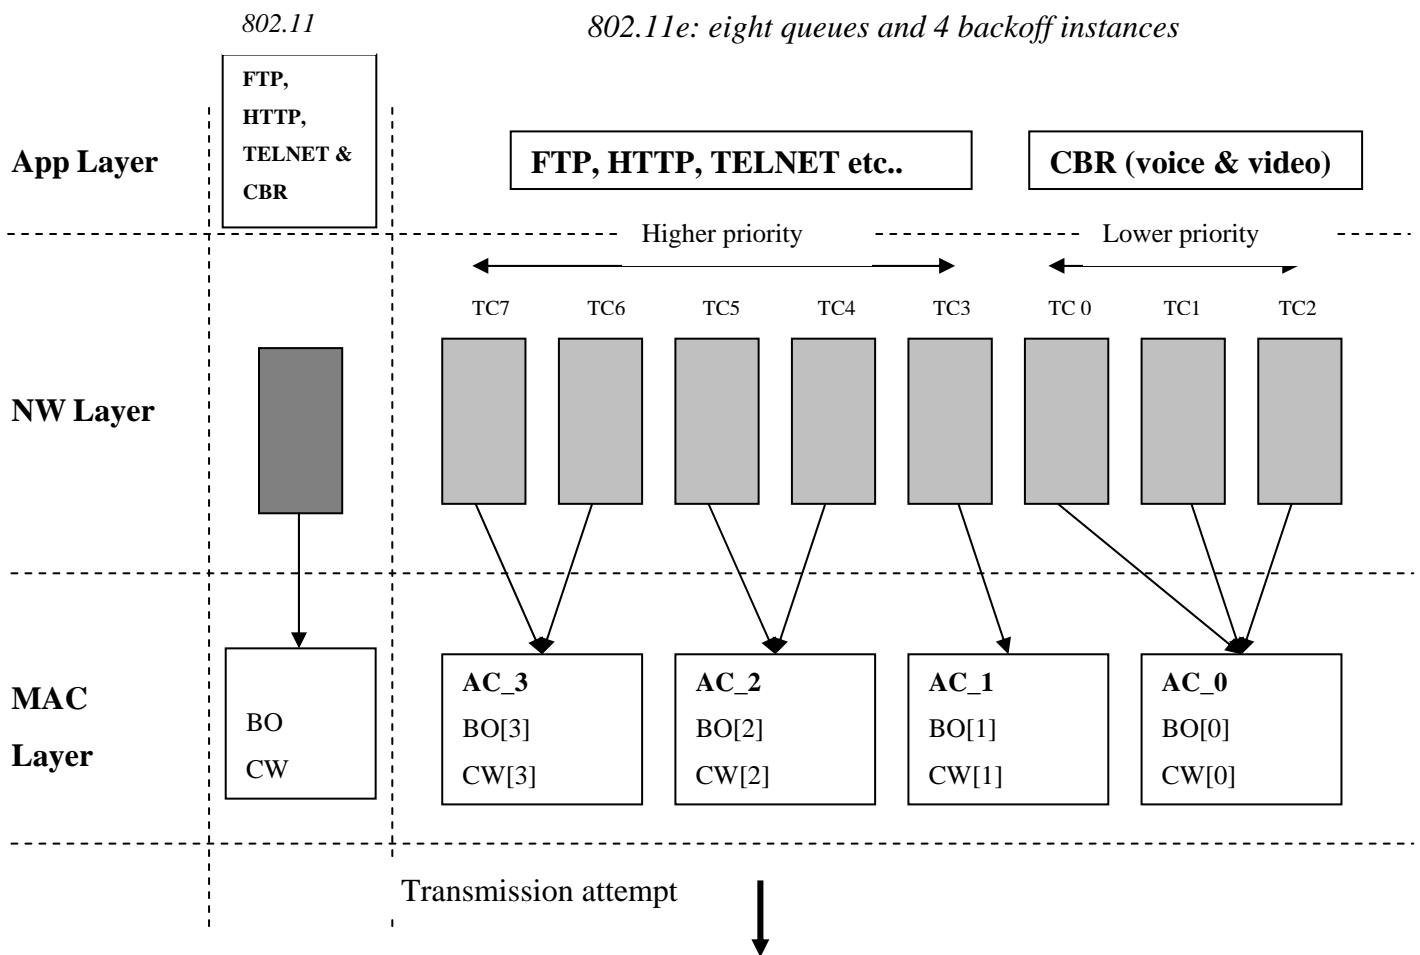 802.11
802.11e: eight queues and 4 backoff instances
FTP,
HTTP,
TELNET &
CBR
App Layer
FTP, HTTP, TELNET etc..
CBR (voice & video)
Higher priority
Lower priority
TC7
TC6
TC5
TC4
TC3
TC 0
TC1
TC2
NW Layer
MAC
Layer
BO
CW
AC_3
BO[3]
CW[3]
AC_2
BO[2]
CW[2]
AC_1
BO[1]
CW[1]
AC_0
BO[0]
CW[0]
Transmission attempt